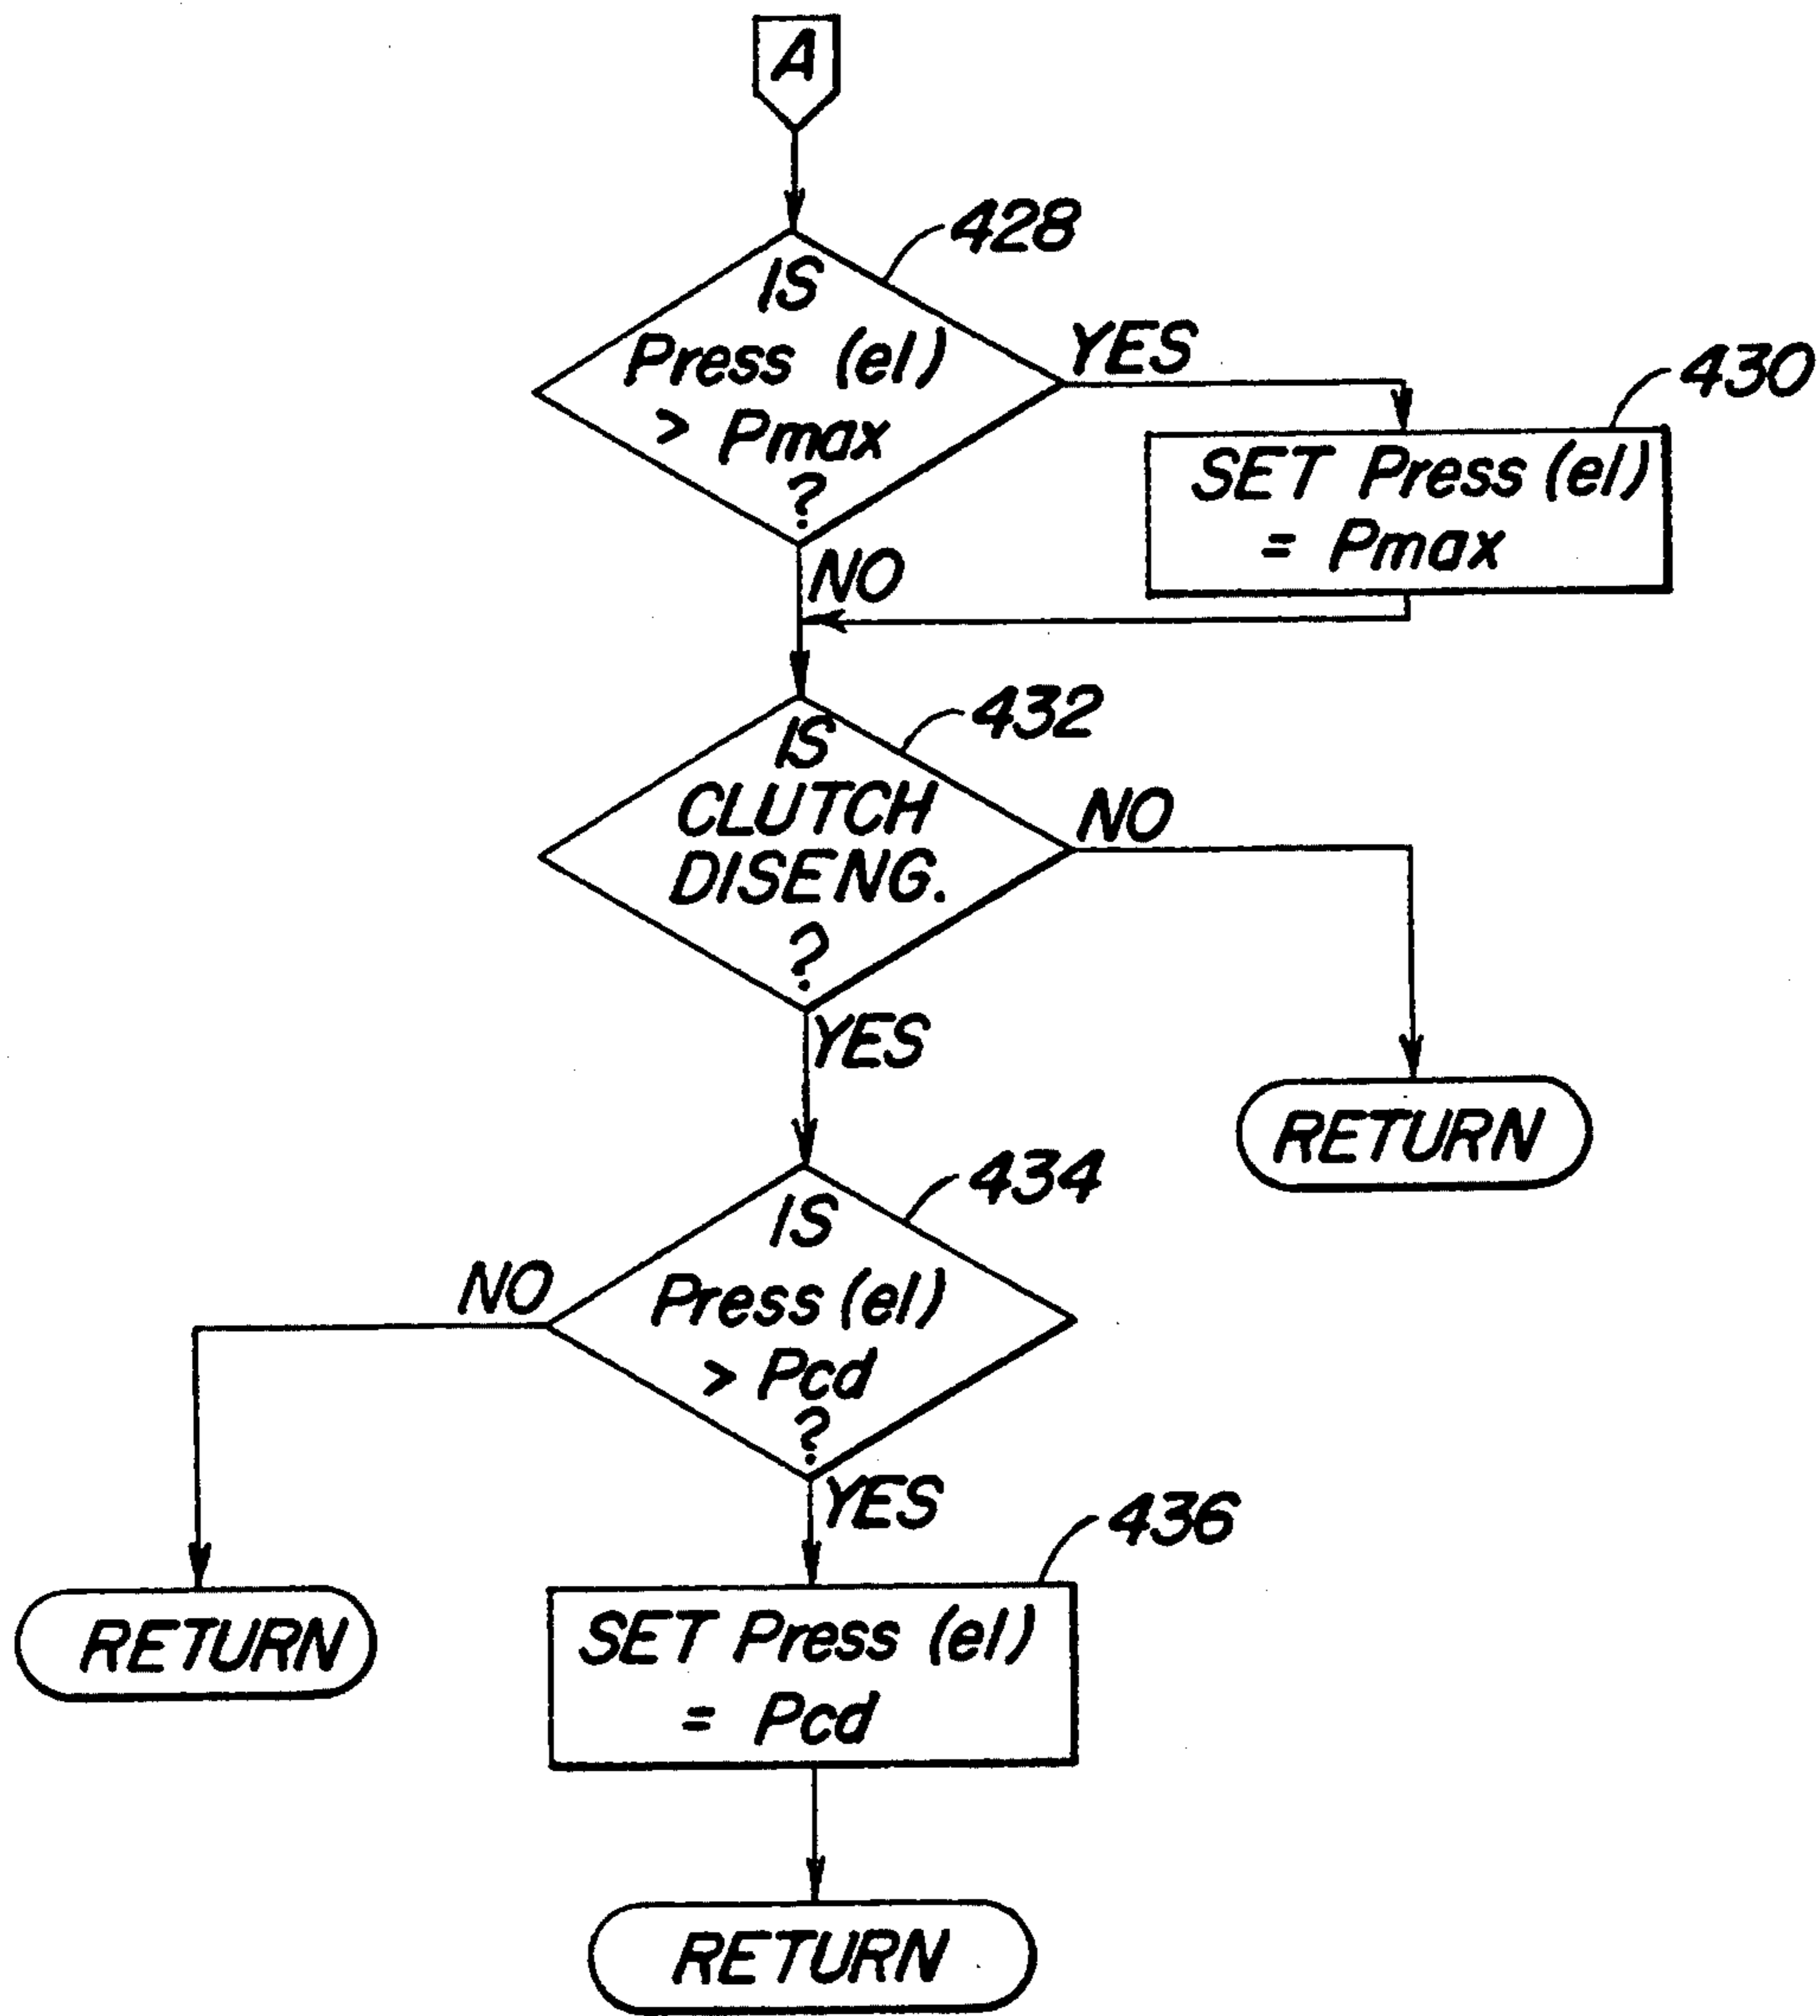 A
428
IS
Press (el)
> Pmax
?
YES
430
SET Press (el)
= Pmax
NO
432
IS
CLUTCH
DISENG.
?
NO
YES
RETURN
434
IS
Press (el)
> Pcd
?
NO
YES
436
RETURN
SET Press (el)
= Pcd
RETURN